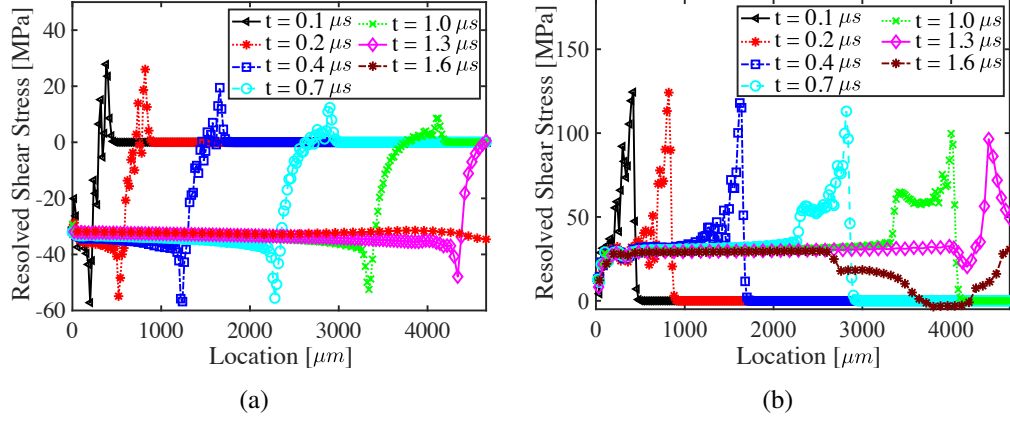 Resolved Shear Stress [MPa]
40
20
0
-20
-40
-60
t = 0.1 μs
t = 0.2 μs
t = 0.4 μs
t = 0.7 μs
t = 1.0 μs
t = 1.3 μs
t = 1.6 μs
0 1000 2000 3000 4000
Location [μm]
(a)
Resolved Shear Stress [MPa]
150
100
50
0
t = 0.1 μs
t = 0.2 μs
t = 0.4 μs
t = 0.7 μs
t = 1.0 μs
t = 1.3 μs
t = 1.6 μs
0 1000 2000 3000 4000
Location [μm]
(b)